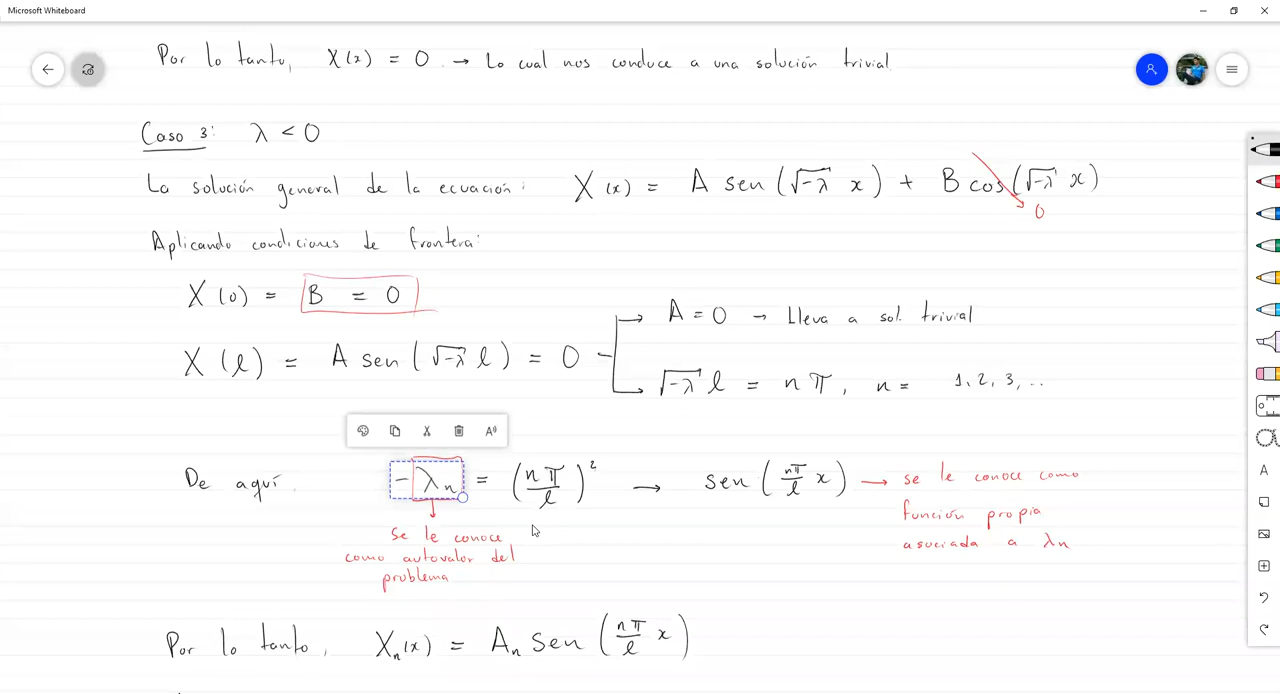 Microsoft Whiteboard
Por lo tanto, X(x) = 0 → Lo cual nos conduce a una solución trivial
Caso 3: λ < 0
La solución general de la ecuación: X(x) = A sen(√-λ x) + B cos(√-λ x)
0
Aplicando condiciones de frontera:
X(0) = B = 0
A = 0 → Lleva a sol. trivial
X(l) = A sen(√-λ l) = 0
√-λ l = nπ, n = 1, 2, 3, ...
De aquí. -λn = (nπ/l)² → sen(nπ/l x) → se le conoce como
función propia
asociada a λn
se le conoce
como autovalor del
problema
Por lo tanto, Xn(x) = An sen(nπ/l x)